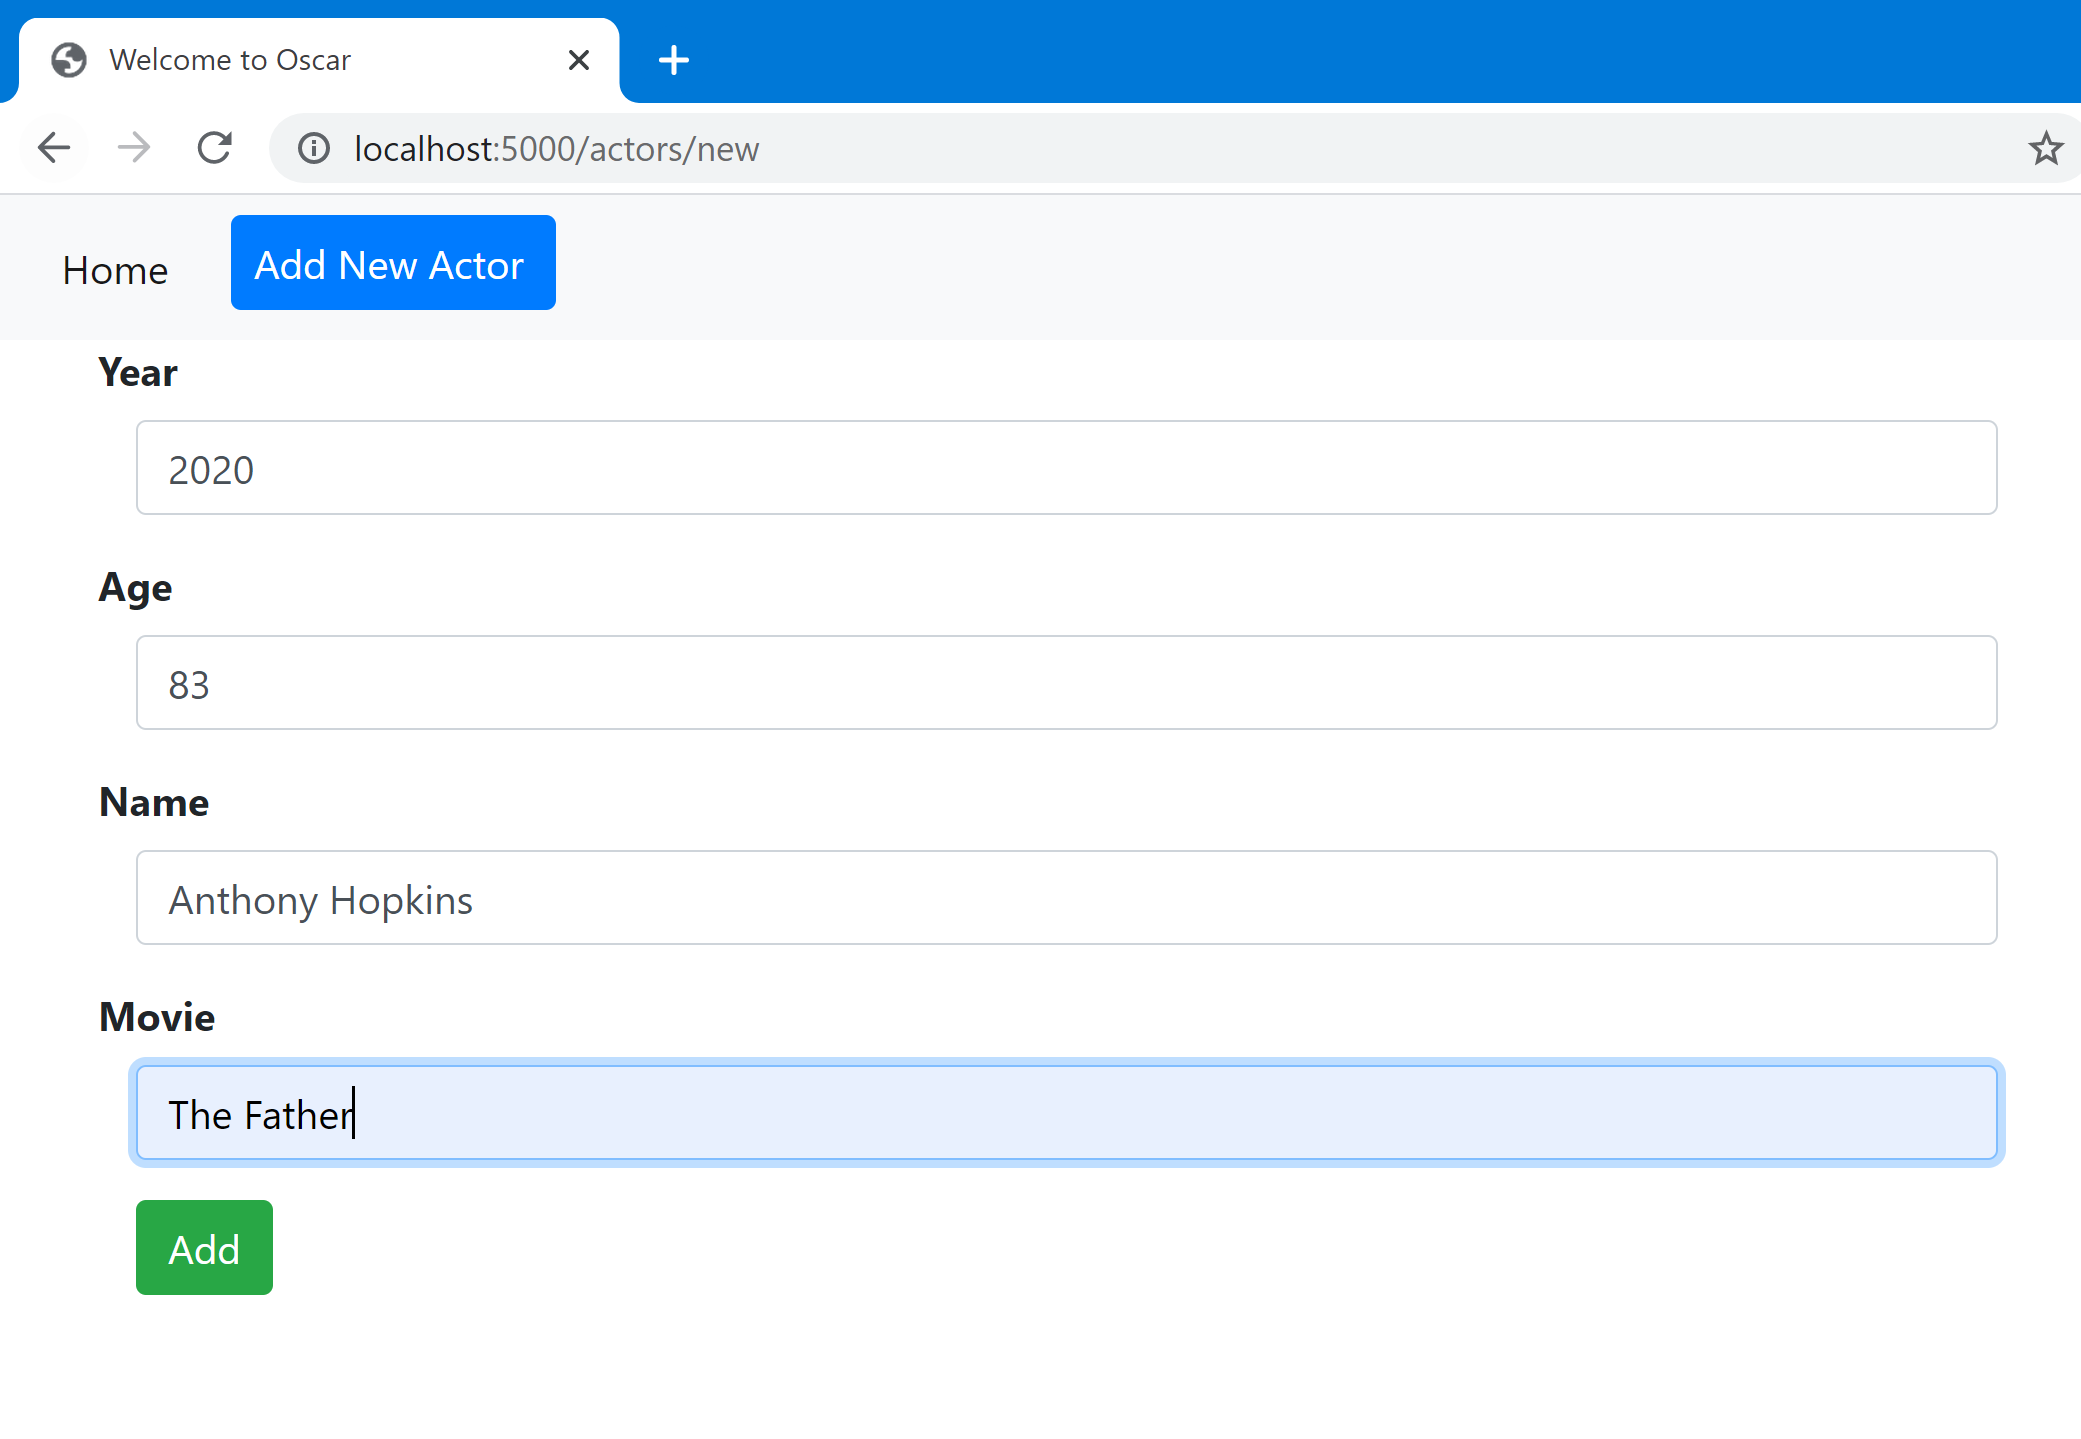 Welcome to Oscar
localhost:5000/actors/new
Home
Add New Actor
Year
2020
Age
83
Name
Anthony Hopkins
Movie
The Father
Add